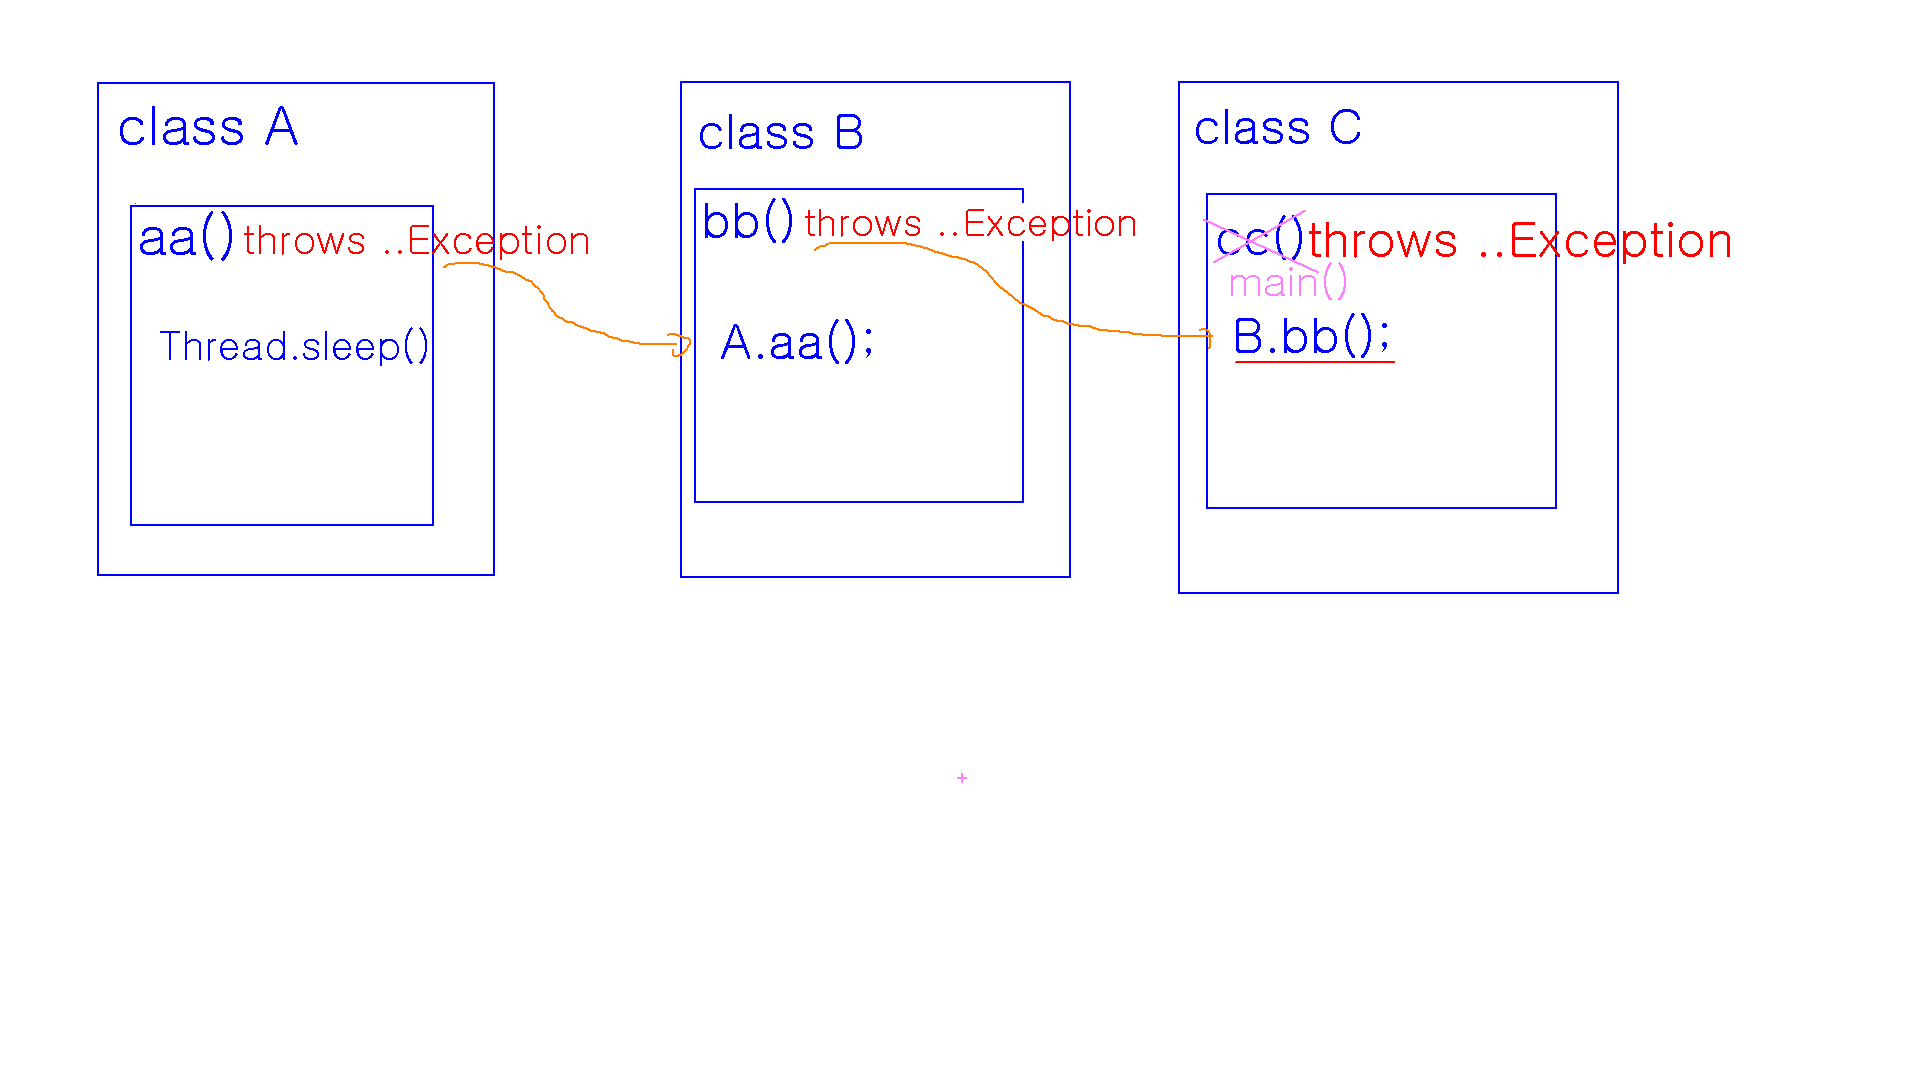 class A
aa() throws ..Exception
Thread.sleep()
class B
bb() throws ..Exception
A.aa();
class C
cc() throws ..Exception
main()
B.bb();